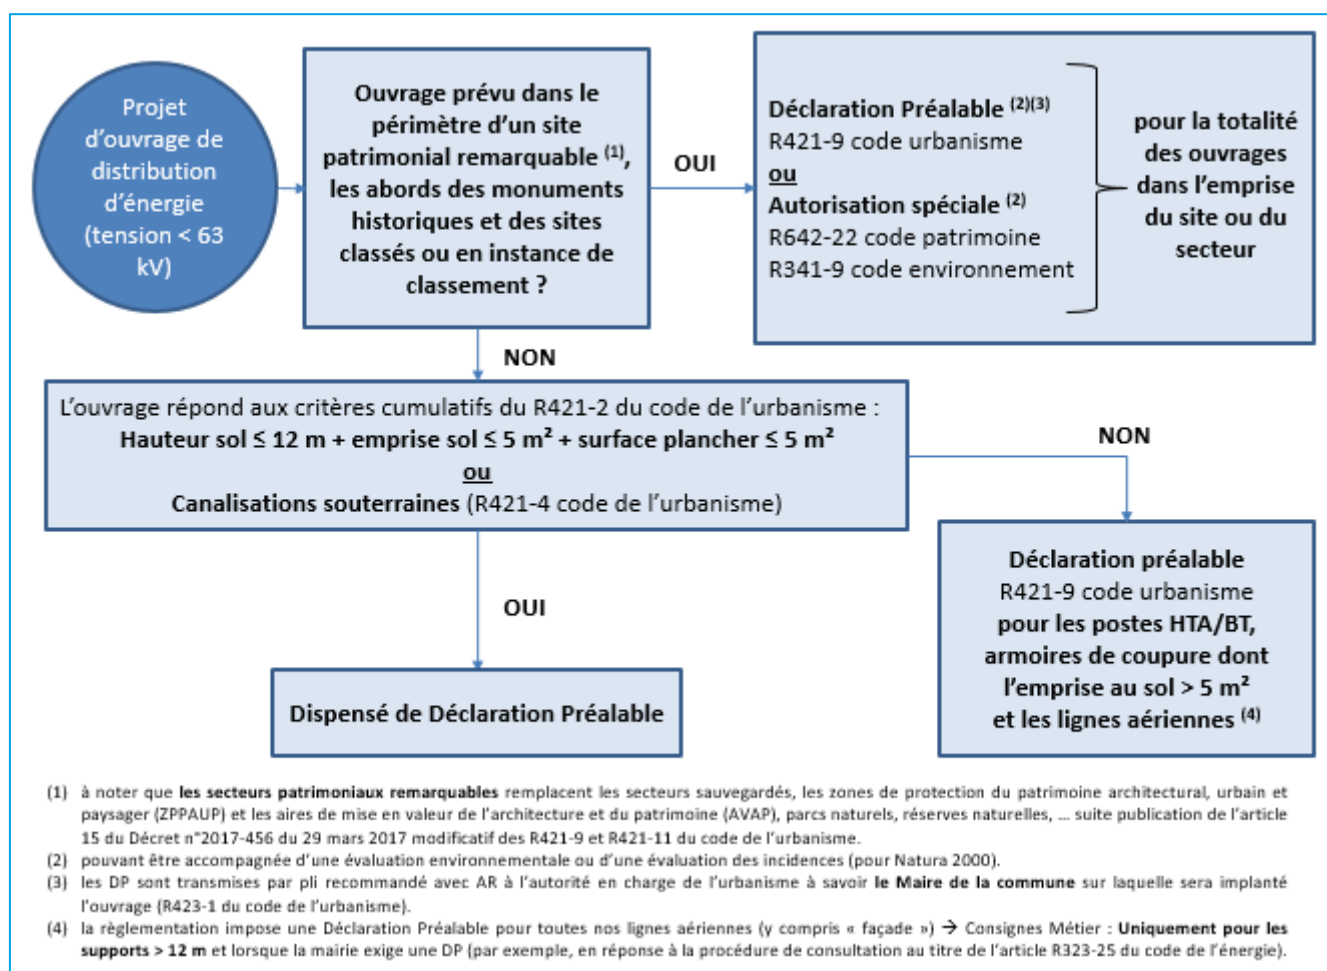 Projet
d'ouvrage de
distribution
d'énergie
(tension < 63
kV)
Ouvrage prévu dans le
périmètre d'un site
patrimonial remarquable (1),
les abords des monuments
historiques et des sites
classés ou en instance de
classement ?
OUI
Déclaration Préalable (2)(3)
R421-9 code urbanisme
ou
Autorisation spéciale (2)
R642-22 code patrimoine
R341-9 code environnement
pour la totalité
des ouvrages
dans l'emprise
du site ou du
secteur
NON
L'ouvrage répond aux critères cumulatifs du R421-2 du code de l'urbanisme :
Hauteur sol ≤ 12 m + emprise sol ≤ 5 m² + surface plancher ≤ 5 m²
ou
Canalisations souterraines (R421-4 code de l'urbanisme)
NON
Déclaration préalable
R421-9 code urbanisme
pour les postes HTA/BT,
armoires de coupure dont
l'emprise au sol > 5 m²
et les lignes aériennes (4)
OUI
Dispensé de Déclaration Préalable
(1) à noter que les secteurs patrimoniaux remarquables remplacent les secteurs sauvegardés, les zones de protection du patrimoine architectural, urbain et
paysager (ZPPAUP) et les aires de mise en valeur de l'architecture et du patrimoine (AVAP), parcs naturels, réserves naturelles, ... suite publication de l'article
15 du Décret n°2017-456 du 29 mars 2017 modificatif des R421-9 et R421-11 du code de l'urbanisme.
(2) pouvant être accompagnée d'une évaluation environnementale ou d'une évaluation des incidences (pour Natura 2000).
(3) les DP sont transmises par pli recommandé avec AR à l'autorité en charge de l'urbanisme à savoir le Maire de la commune sur laquelle sera implanté
l'ouvrage (R423-1 du code de l'urbanisme).
(4) la règlementation impose une Déclaration Préalable pour toutes nos lignes aériennes (y compris « façade ») → Consignes Métier : Uniquement pour les
supports > 12 m et lorsque la mairie exige une DP (par exemple, en réponse à la procédure de consultation au titre de l'article R323-25 du code de l'énergie).